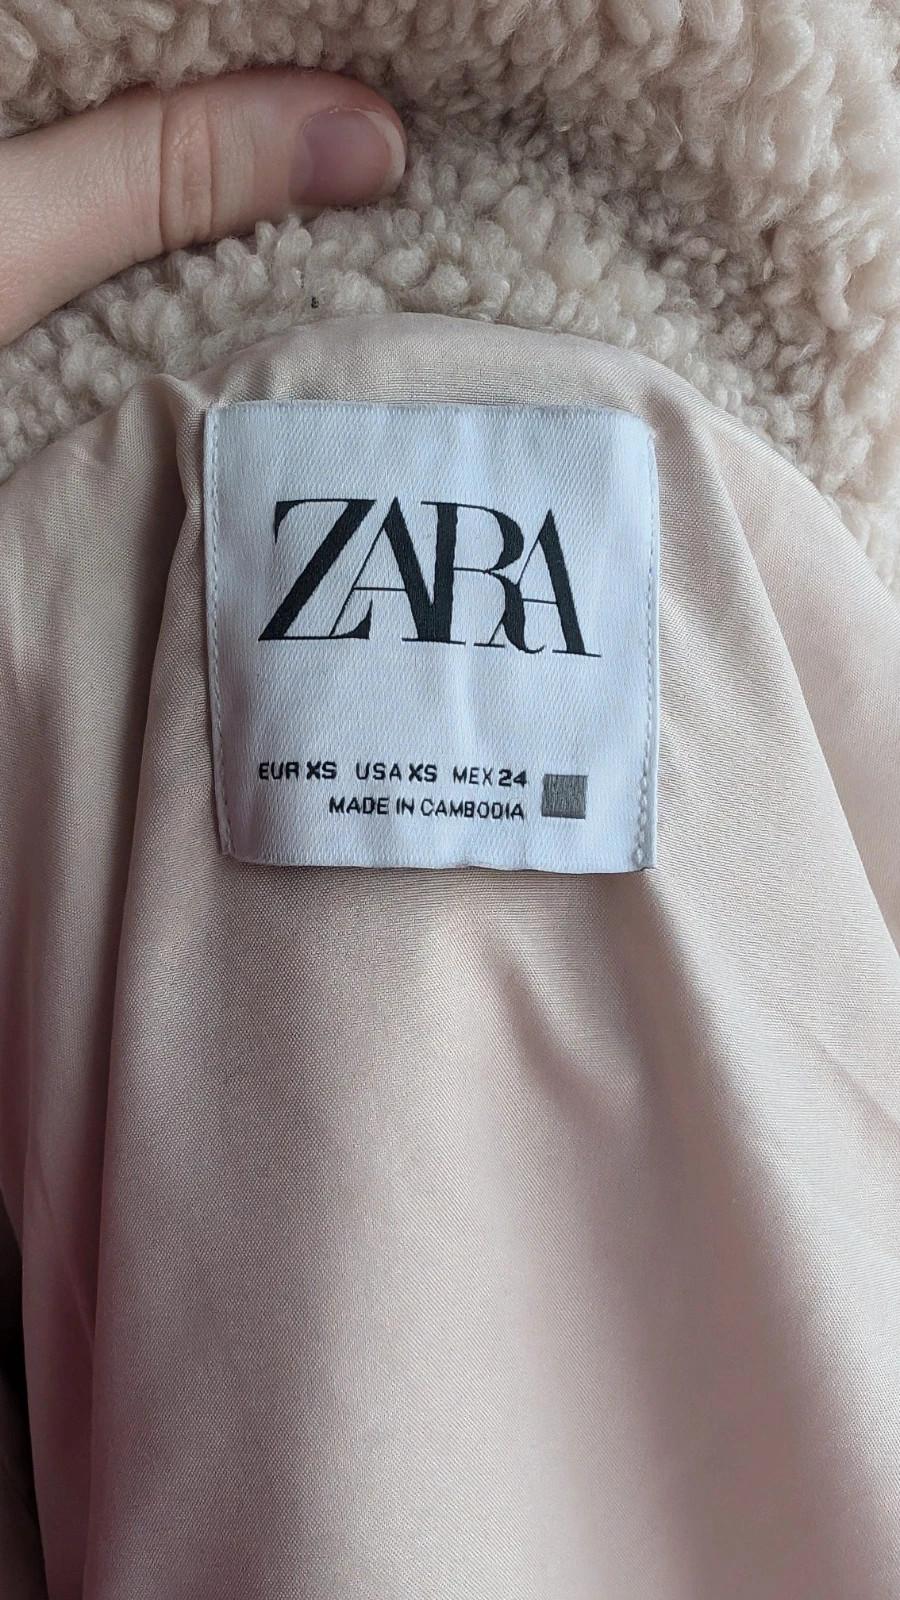 ZARA
EUR XS USA XS MEX 24
MADE IN CAMBODIA